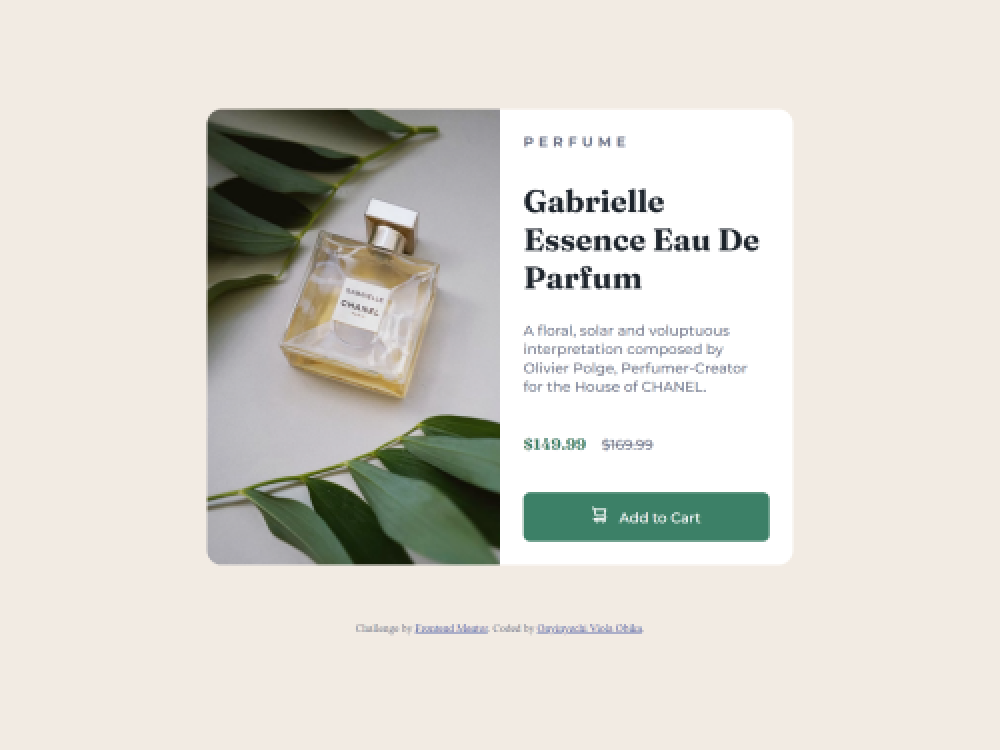 PERFUME
Gabrielle
Essence Eau De
Parfum
A floral, solar and voluptuous
interpretation composed by
Olivier Polge, Perfumer-Creator
for the House of CHANEL.
$149.99 $169.99
Add to Cart
GABRIELLE
CHANEL
PARIS
Challenge by Frontend Mentor. Coded by Onyinyechi Viola Obika.